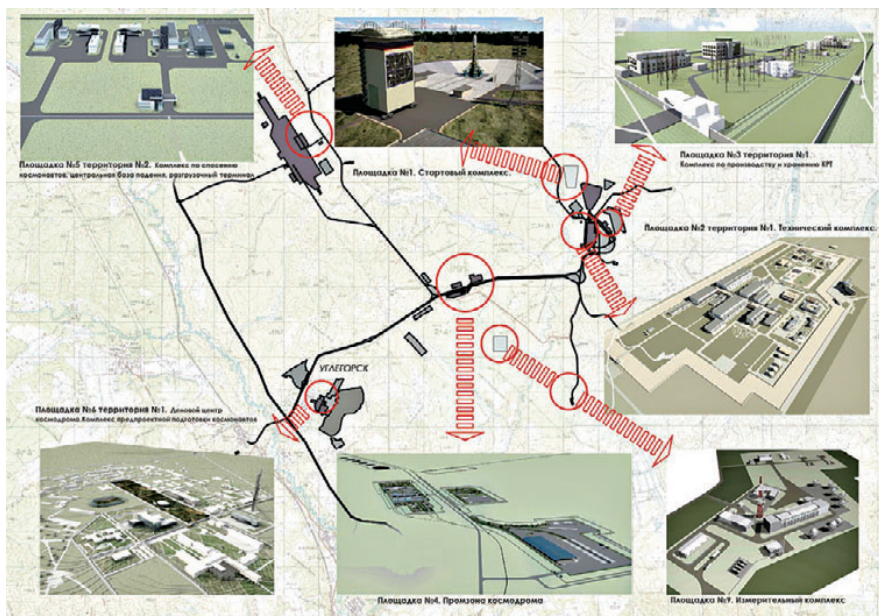 Площадка №5 территория №2. Комплекс по спасению
космонавтов, центральная база падения, разгрузочный терминал
Площадка №1. Стартовый комплекс.
Площадка №3 территория №1.
Комплекс по производству и хранению КРТ
Площадка №2 территория №1. Технический комплекс.
УГЛЕГОРСК
Площадка №6 территория №1. Деловой центр
космодрома.Комплекс предпроектной подготовки космонавтов
Площадка №4. Промзона космодрома
Площадка №9. Измерительный комплекс